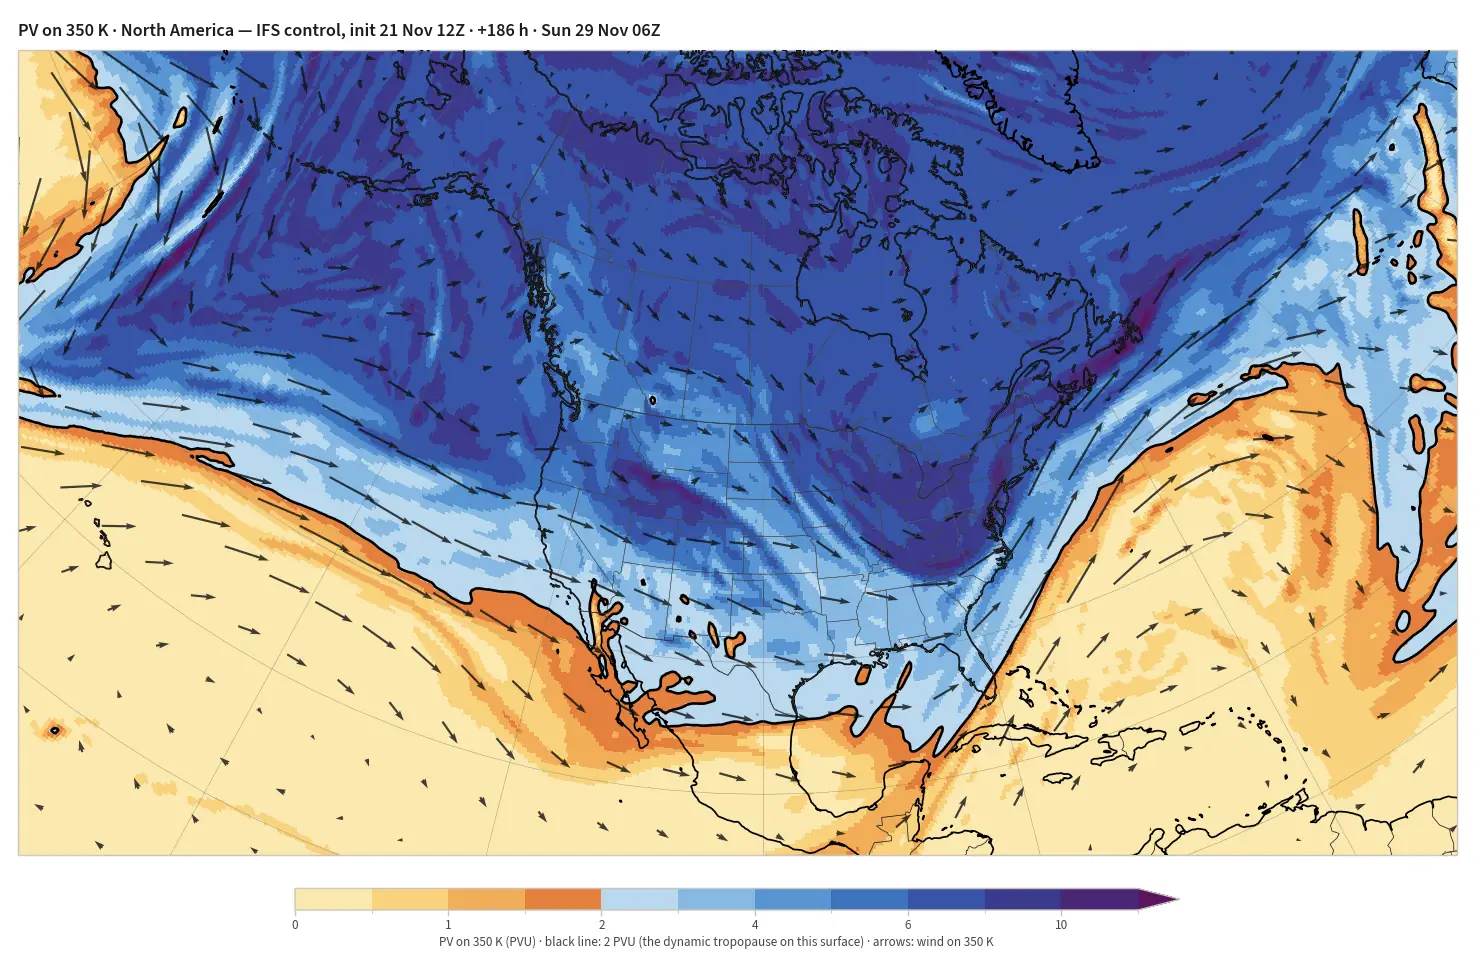 PV on 350 K · North America — IFS control, init 21 Nov 12Z · +186 h · Sun 29 Nov 06Z
0 1 2 4 6 10
PV on 350 K (PVU) · black line: 2 PVU (the dynamic tropopause on this surface) · arrows: wind on 350 K